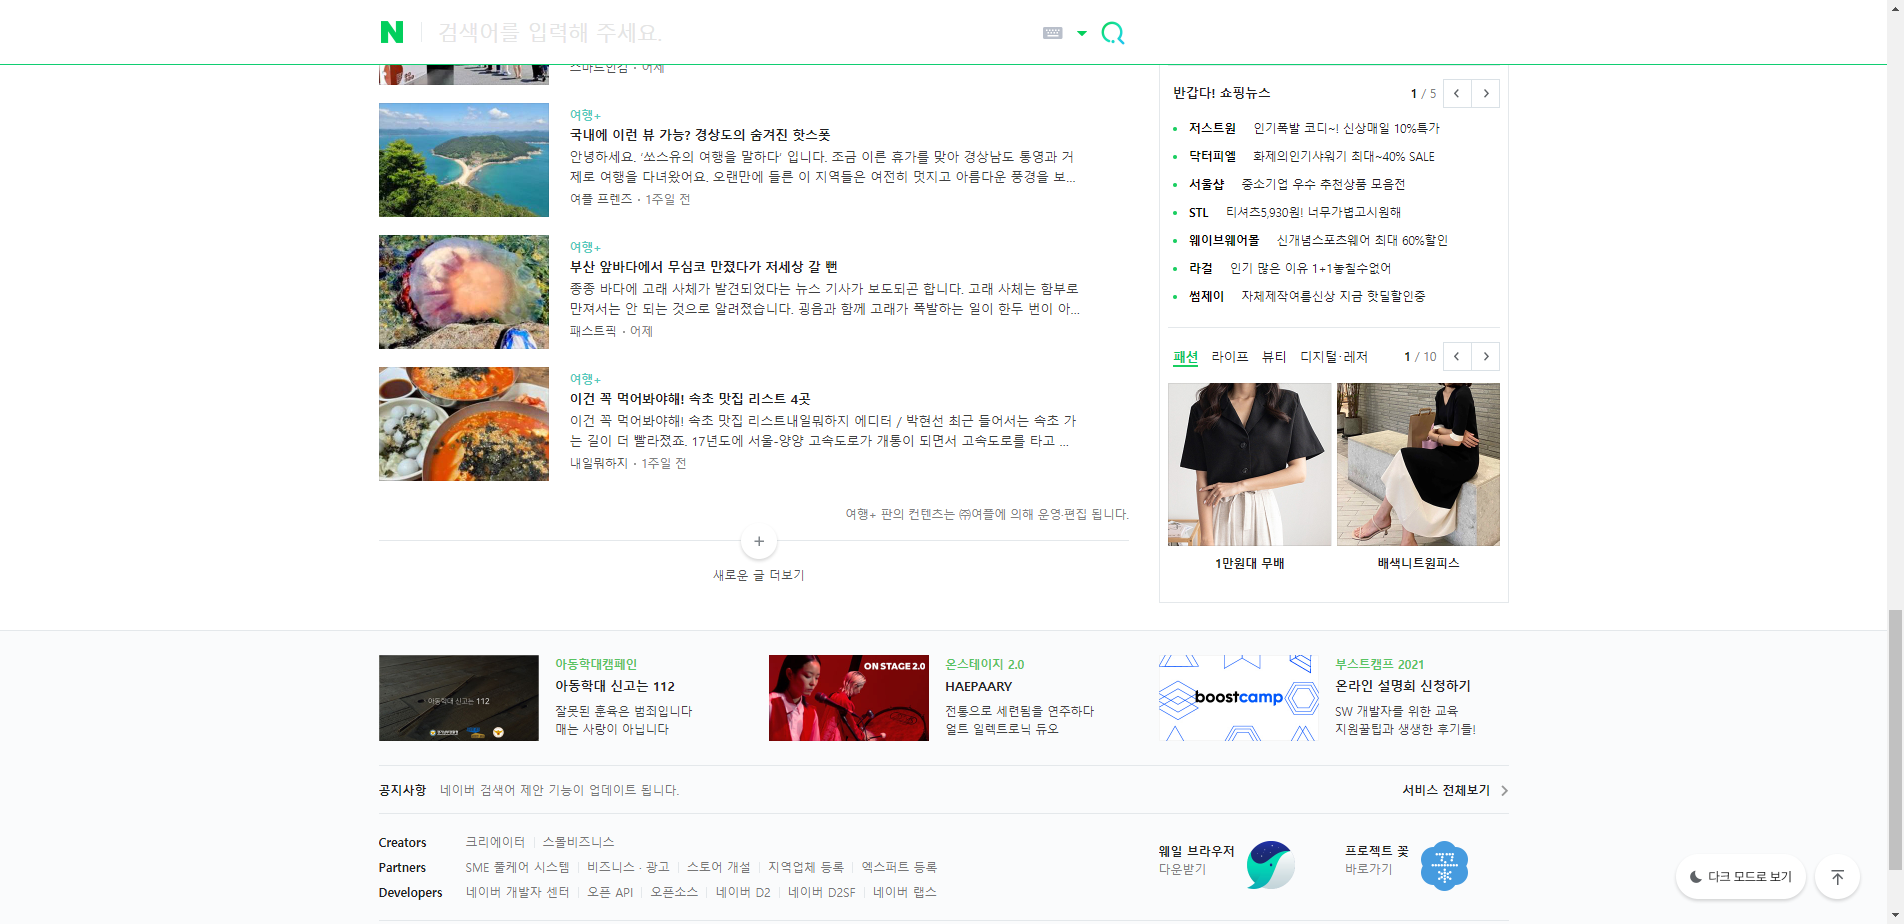 N
검색어를 입력해 주세요.
스마트인컴 · 어제
여행+
국내에 이런 뷰 가능? 경상도의 숨겨진 핫스폿
안녕하세요. '쏘스유의 여행을 말하다' 입니다. 조금 이른 휴가를 맞아 경상남도 통영과 거
제로 여행을 다녀왔어요. 오랜만에 들른 이 지역들은 여전히 멋지고 아름다운 풍경을 보...
여플 프렌즈 · 1주일 전
여행+
부산 앞바다에서 무심코 만졌다가 저세상 갈 뻔
종종 바다에 고래 사체가 발견되었다는 뉴스 기사가 보도되곤 합니다. 고래 사체는 함부로
만져서는 안 되는 것으로 알려졌습니다. 굉음과 함께 고래가 폭발하는 일이 한두 번이 아...
패스트픽 · 어제
여행+
이건 꼭 먹어봐야해! 속초 맛집 리스트 4곳
이건 꼭 먹어봐야해! 속초 맛집 리스트내일뭐하지 에디터 / 박현선 최근 들어서는 속초 가
는 길이 더 빨라졌죠. 17년도에 서울-양양 고속도로가 개통이 되면서 고속도로를 타고 ...
내일뭐하지 · 1주일 전
여행+ 판의 컨텐츠는 ㈜여플에 의해 운영·편집 됩니다.
+
새로운 글 더보기
반갑다! 쇼핑뉴스 1 / 5
저스트원 인기폭발 코디~! 신상매일 10%특가
닥터피엘 화제의인기샤워기 최대~40% SALE
서울샵 중소기업 우수 추천상품 모음전
STL 티셔츠5,930원! 너무가볍고시원해
웨이브웨어몰 신개념스포츠웨어 최대 60%할인
라걸 인기 많은 이유 1+1놓칠수없어
썸제이 자체제작여름신상 지금 핫딜할인중
패션 라이프 뷰티 디지털·레저 1 / 10
1만원대 무배 배색니트원피스
아동학대 신고는 112
아동학대캠페인
아동학대 신고는 112
잘못된 훈육은 범죄입니다
매는 사랑이 아닙니다
ON STAGE 2.0
온스테이지 2.0
HAEPAARY
전통으로 세련됨을 연주하다
얼트 일렉트로닉 듀오
boostcamp
부스트캠프 2021
온라인 설명회 신청하기
SW 개발자를 위한 교육
지원꿀팁과 생생한 후기들!
공지사항 네이버 검색어 제안 기능이 업데이트 됩니다. 서비스 전체보기
Creators 크리에이터 스몰비즈니스
Partners SME 풀케어 시스템 비즈니스 · 광고 스토어 개설 지역업체 등록 엑스퍼트 등록
Developers 네이버 개발자 센터 오픈 API 오픈소스 네이버 D2 네이버 D2SF 네이버 랩스
웨일 브라우저
다운받기
프로젝트 꽃
바로가기
다크 모드로 보기